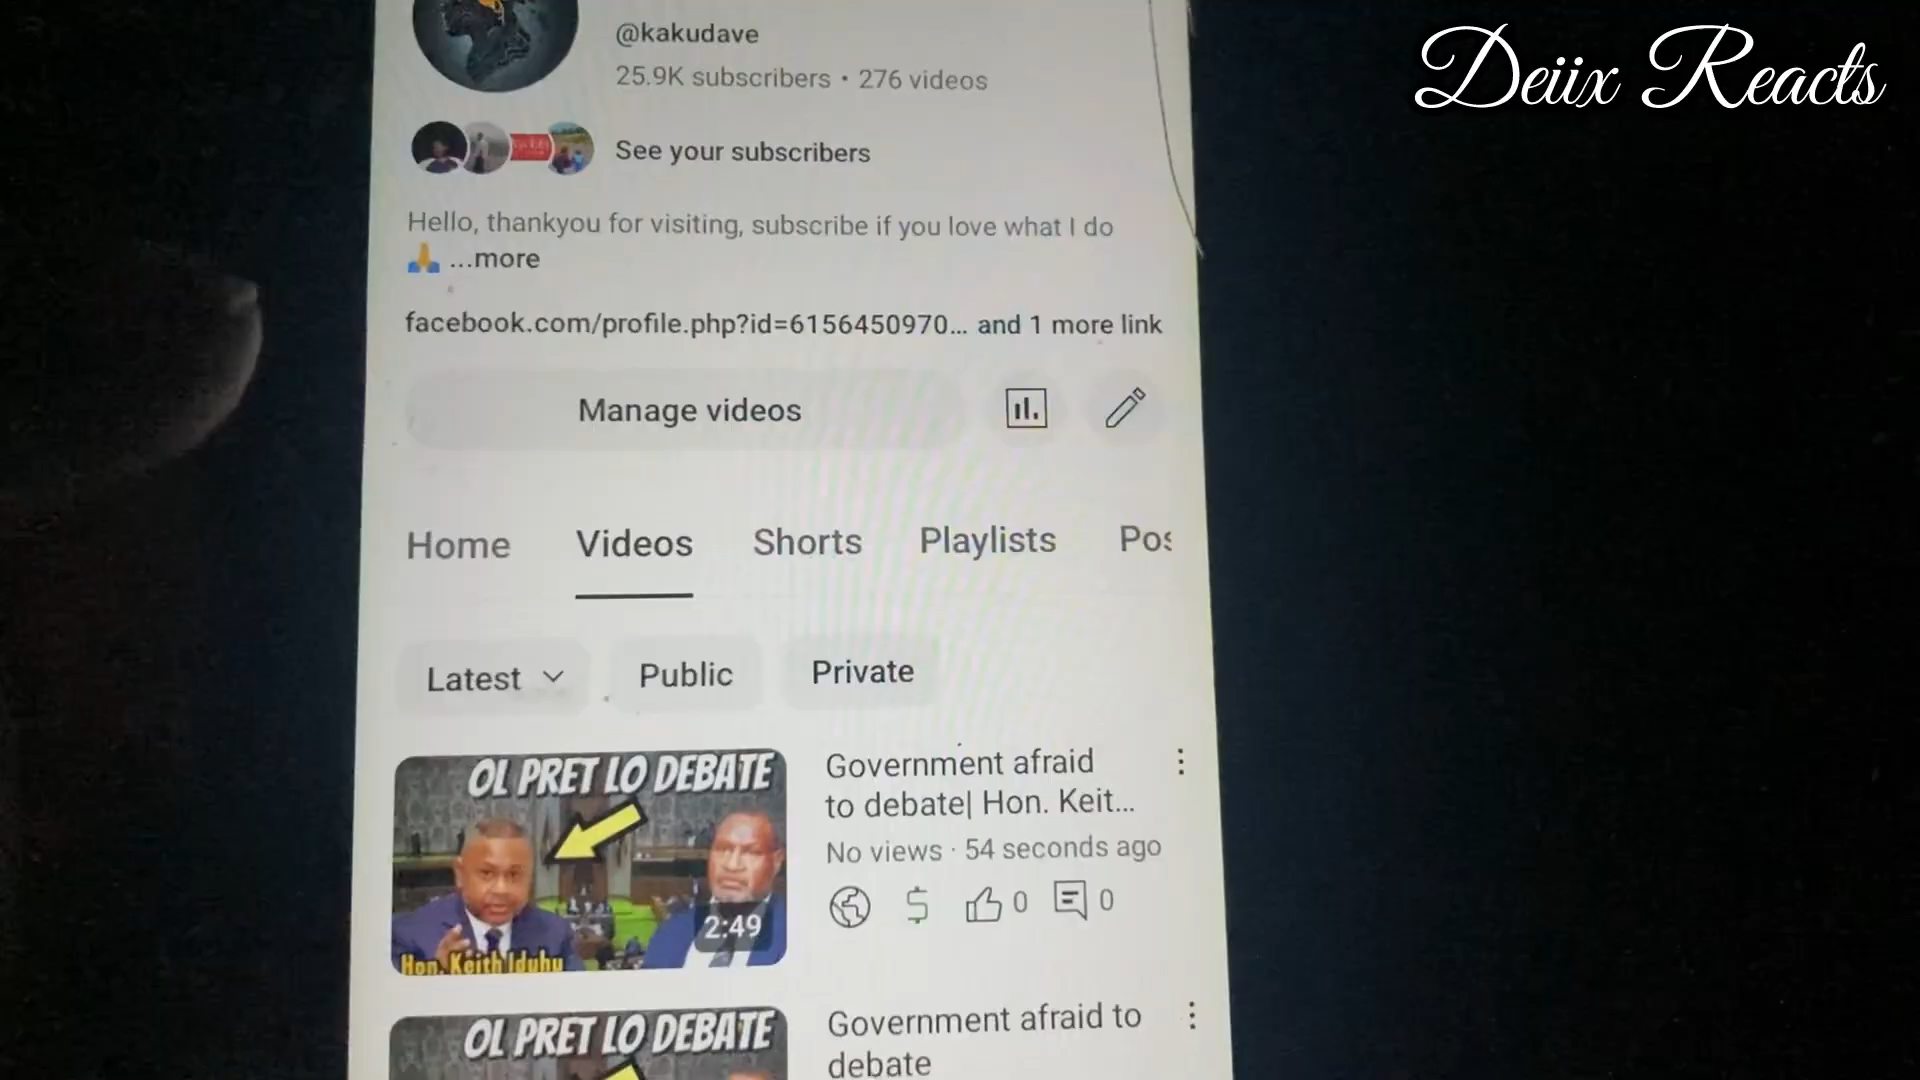 Deiix Reacts
@kakudave
25.9K subscribers • 276 videos
See your subscribers
Hello, thankyou for visiting, subscribe if you love what I do
🙏 ...more
facebook.com/profile.php?id=6156450970... and 1 more link
Manage videos
Home Videos Shorts Playlists Pos
Latest Public Private
OL PRET LO DEBATE
2:49
Hon. Keith Iduhu
Government afraid
to debate| Hon. Keit...
No views · 54 seconds ago
0 0
OL PRET LO DEBATE
Government afraid to
debate